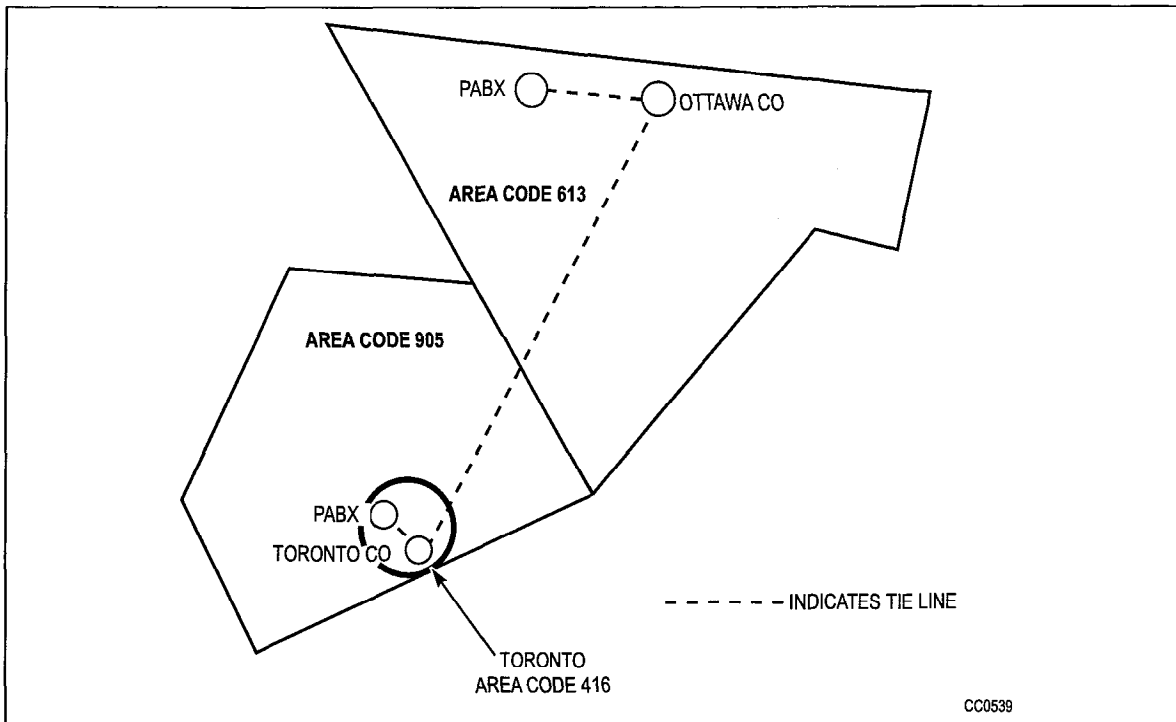 PABX
OTTAWA CO
AREA CODE 613
AREA CODE 905
PABX
TORONTO CO
INDICATES TIE LINE
TORONTO
AREA CODE 416
CC0539